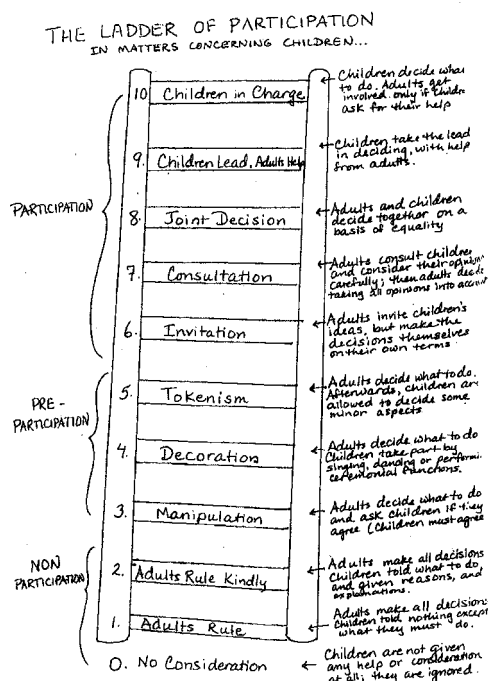 THE LADDER OF PARTICIPATION
IN MATTERS CONCERNING CHILDREN...
10 Children in Charge
Children decide what
to do. Adults get
involved only if
ask for their help
9. Children Lead, Adults Help
Children take the lead
in deciding, with help
from adults.
PARTICIPATION
8. Joint Decision
Adults and children
decide together on a
basis of equality
7. Consultation
Adults consult children
and consider their
carefully; then adults
taking all opinions into
6. Invitation
Adults invite children's
ideas, but make the
decisions themselves
on their own terms.
PRE-
PARTICIPATION
5. Tokenism
Adults decide what to do.
Afterwards, children are
allowed to decide some
minor aspects
4. Decoration
Adults decide what to do
Children take part by
singing, dancing or
ceremonial functions.
3. Manipulation
Adults decide what to do
and ask children if they
agree (Children must agree
NON
PARTICIPATION
2. Adults Rule Kindly
Adults make all decisions
Children told what to do,
and given reasons, and
explanations.
1. Adults Rule
Adults make all decisions
Children told nothing except
what they must do.
0. No Consideration
Children are not given
any help or consideration
at all; they are ignored.